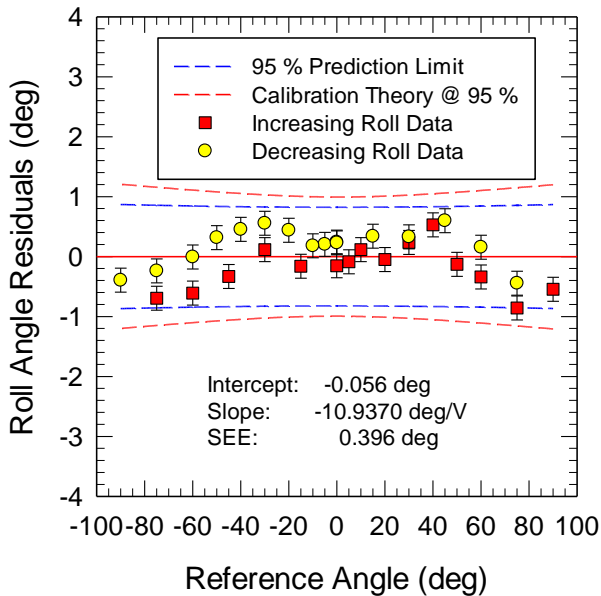 4
3
2
1
0
-1
-2
-3
-4
Roll Angle Residuals (deg)
95 % Prediction Limit
Calibration Theory @ 95 %
Increasing Roll Data
Decreasing Roll Data
Intercept: -0.056 deg
Slope: -10.9370 deg/V
SEE: 0.396 deg
-100 -80 -60 -40 -20 0 20 40 60 80 100
Reference Angle (deg)